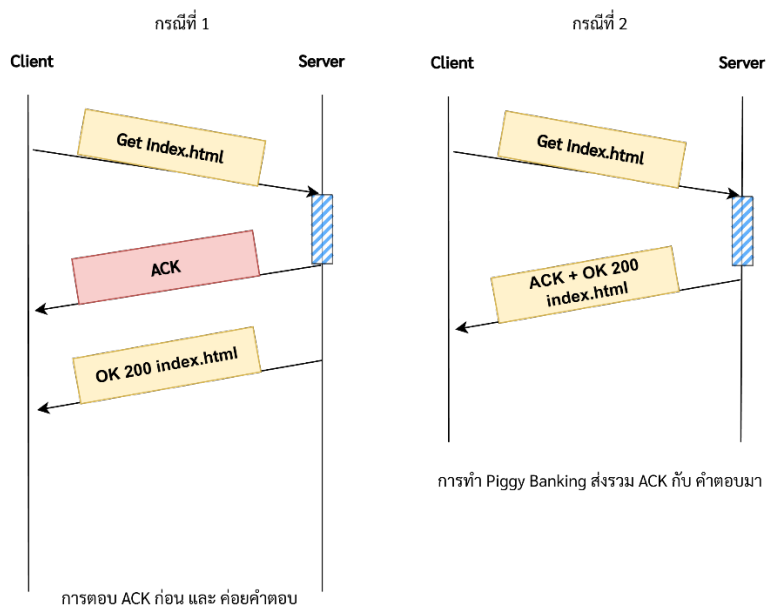 กรณีที่ 1
Client
Server
Get Index.html
ACK
OK 200 index.html
การตอบ ACK ก่อน และ ค่อยคำตอบ
กรณีที่ 2
Client
Server
Get Index.html
ACK + OK 200
index.html
การทำ Piggy Banking ส่งรวม ACK กับ คำตอบมา